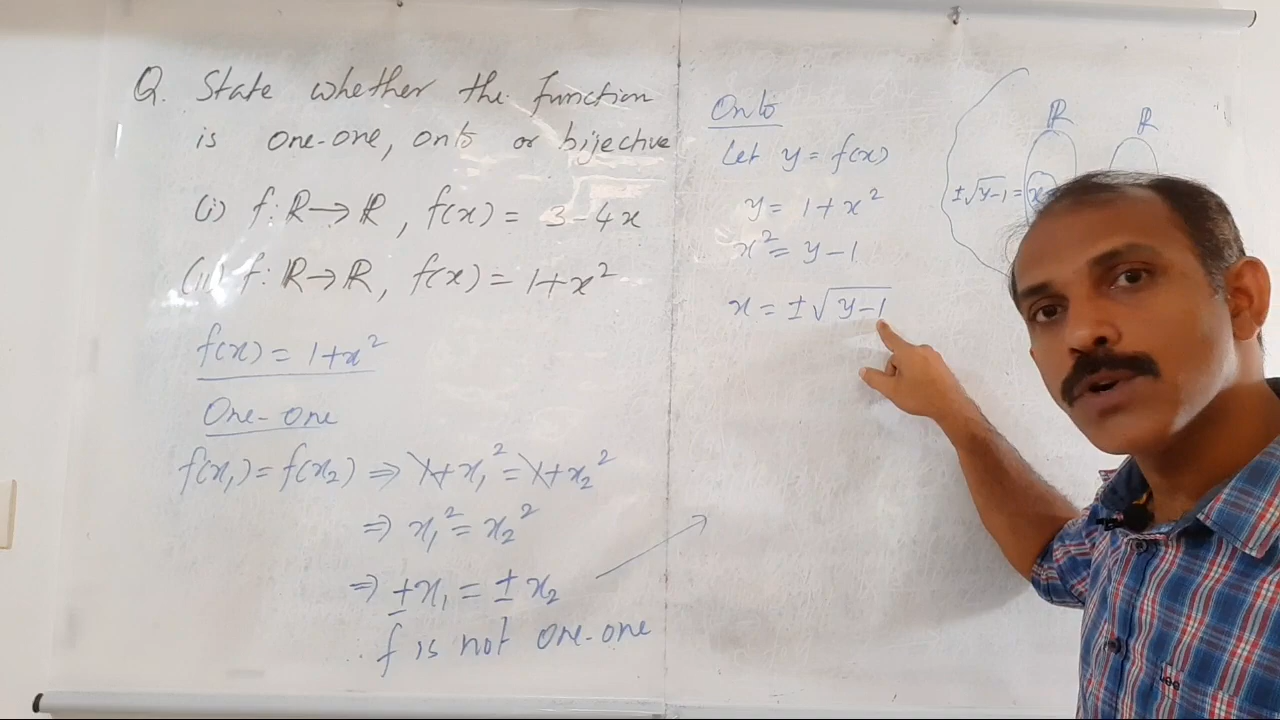 Q. State whether the function
is one-one, onto or bijective
(i) f: ℝ→ℝ, f(x) = 3-4x
(ii) f: ℝ→ℝ, f(x) = 1+x²
f(x) = 1+x²
One-one
f(x₁) = f(x₂) ⇒ 1+x₁² = 1+x₂²
⇒ x₁² = x₂²
⇒ ±x₁ = ±x₂
∴ f is not one-one
Onto
Let y = f(x)
y = 1+x²
x² = y-1
x = ±√(y-1)
ℝ ℝ
±√(y-1) = x
Lee